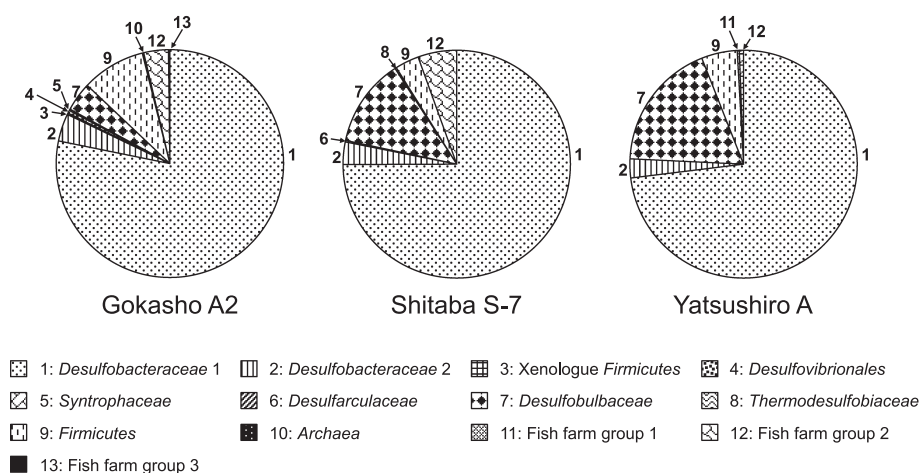 10 13
9 12
5 7
4
3
2
1
8 9 12
7
6
2
1
11 12
9
7
2
1
Gokasho A2 Shitaba S-7 Yatsushiro A
1: Desulfobacteraceae 1 2: Desulfobacteraceae 2 3: Xenologue Firmicutes 4: Desulfovibrionales
5: Syntrophaceae 6: Desulfarculaceae 7: Desulfobulbaceae 8: Thermodesulfobiaceae
9: Firmicutes 10: Archaea 11: Fish farm group 1 12: Fish farm group 2
13: Fish farm group 3